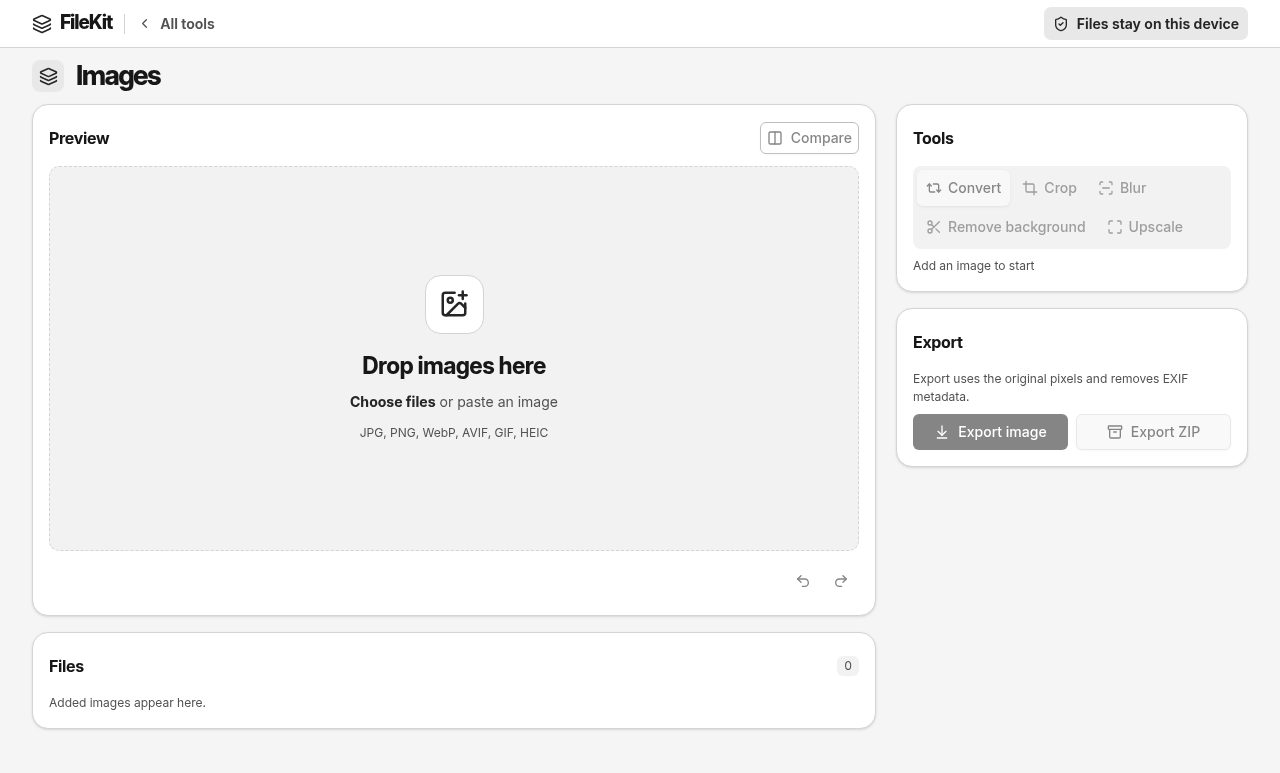 FileKit
All tools
Files stay on this device
Images
Preview
Compare
Drop images here
Choose files or paste an image
JPG, PNG, WebP, AVIF, GIF, HEIC
Files
0
Added images appear here.
Tools
Convert
Crop
Blur
Remove background
Upscale
Add an image to start
Export
Export uses the original pixels and removes EXIF
metadata.
Export image
Export ZIP